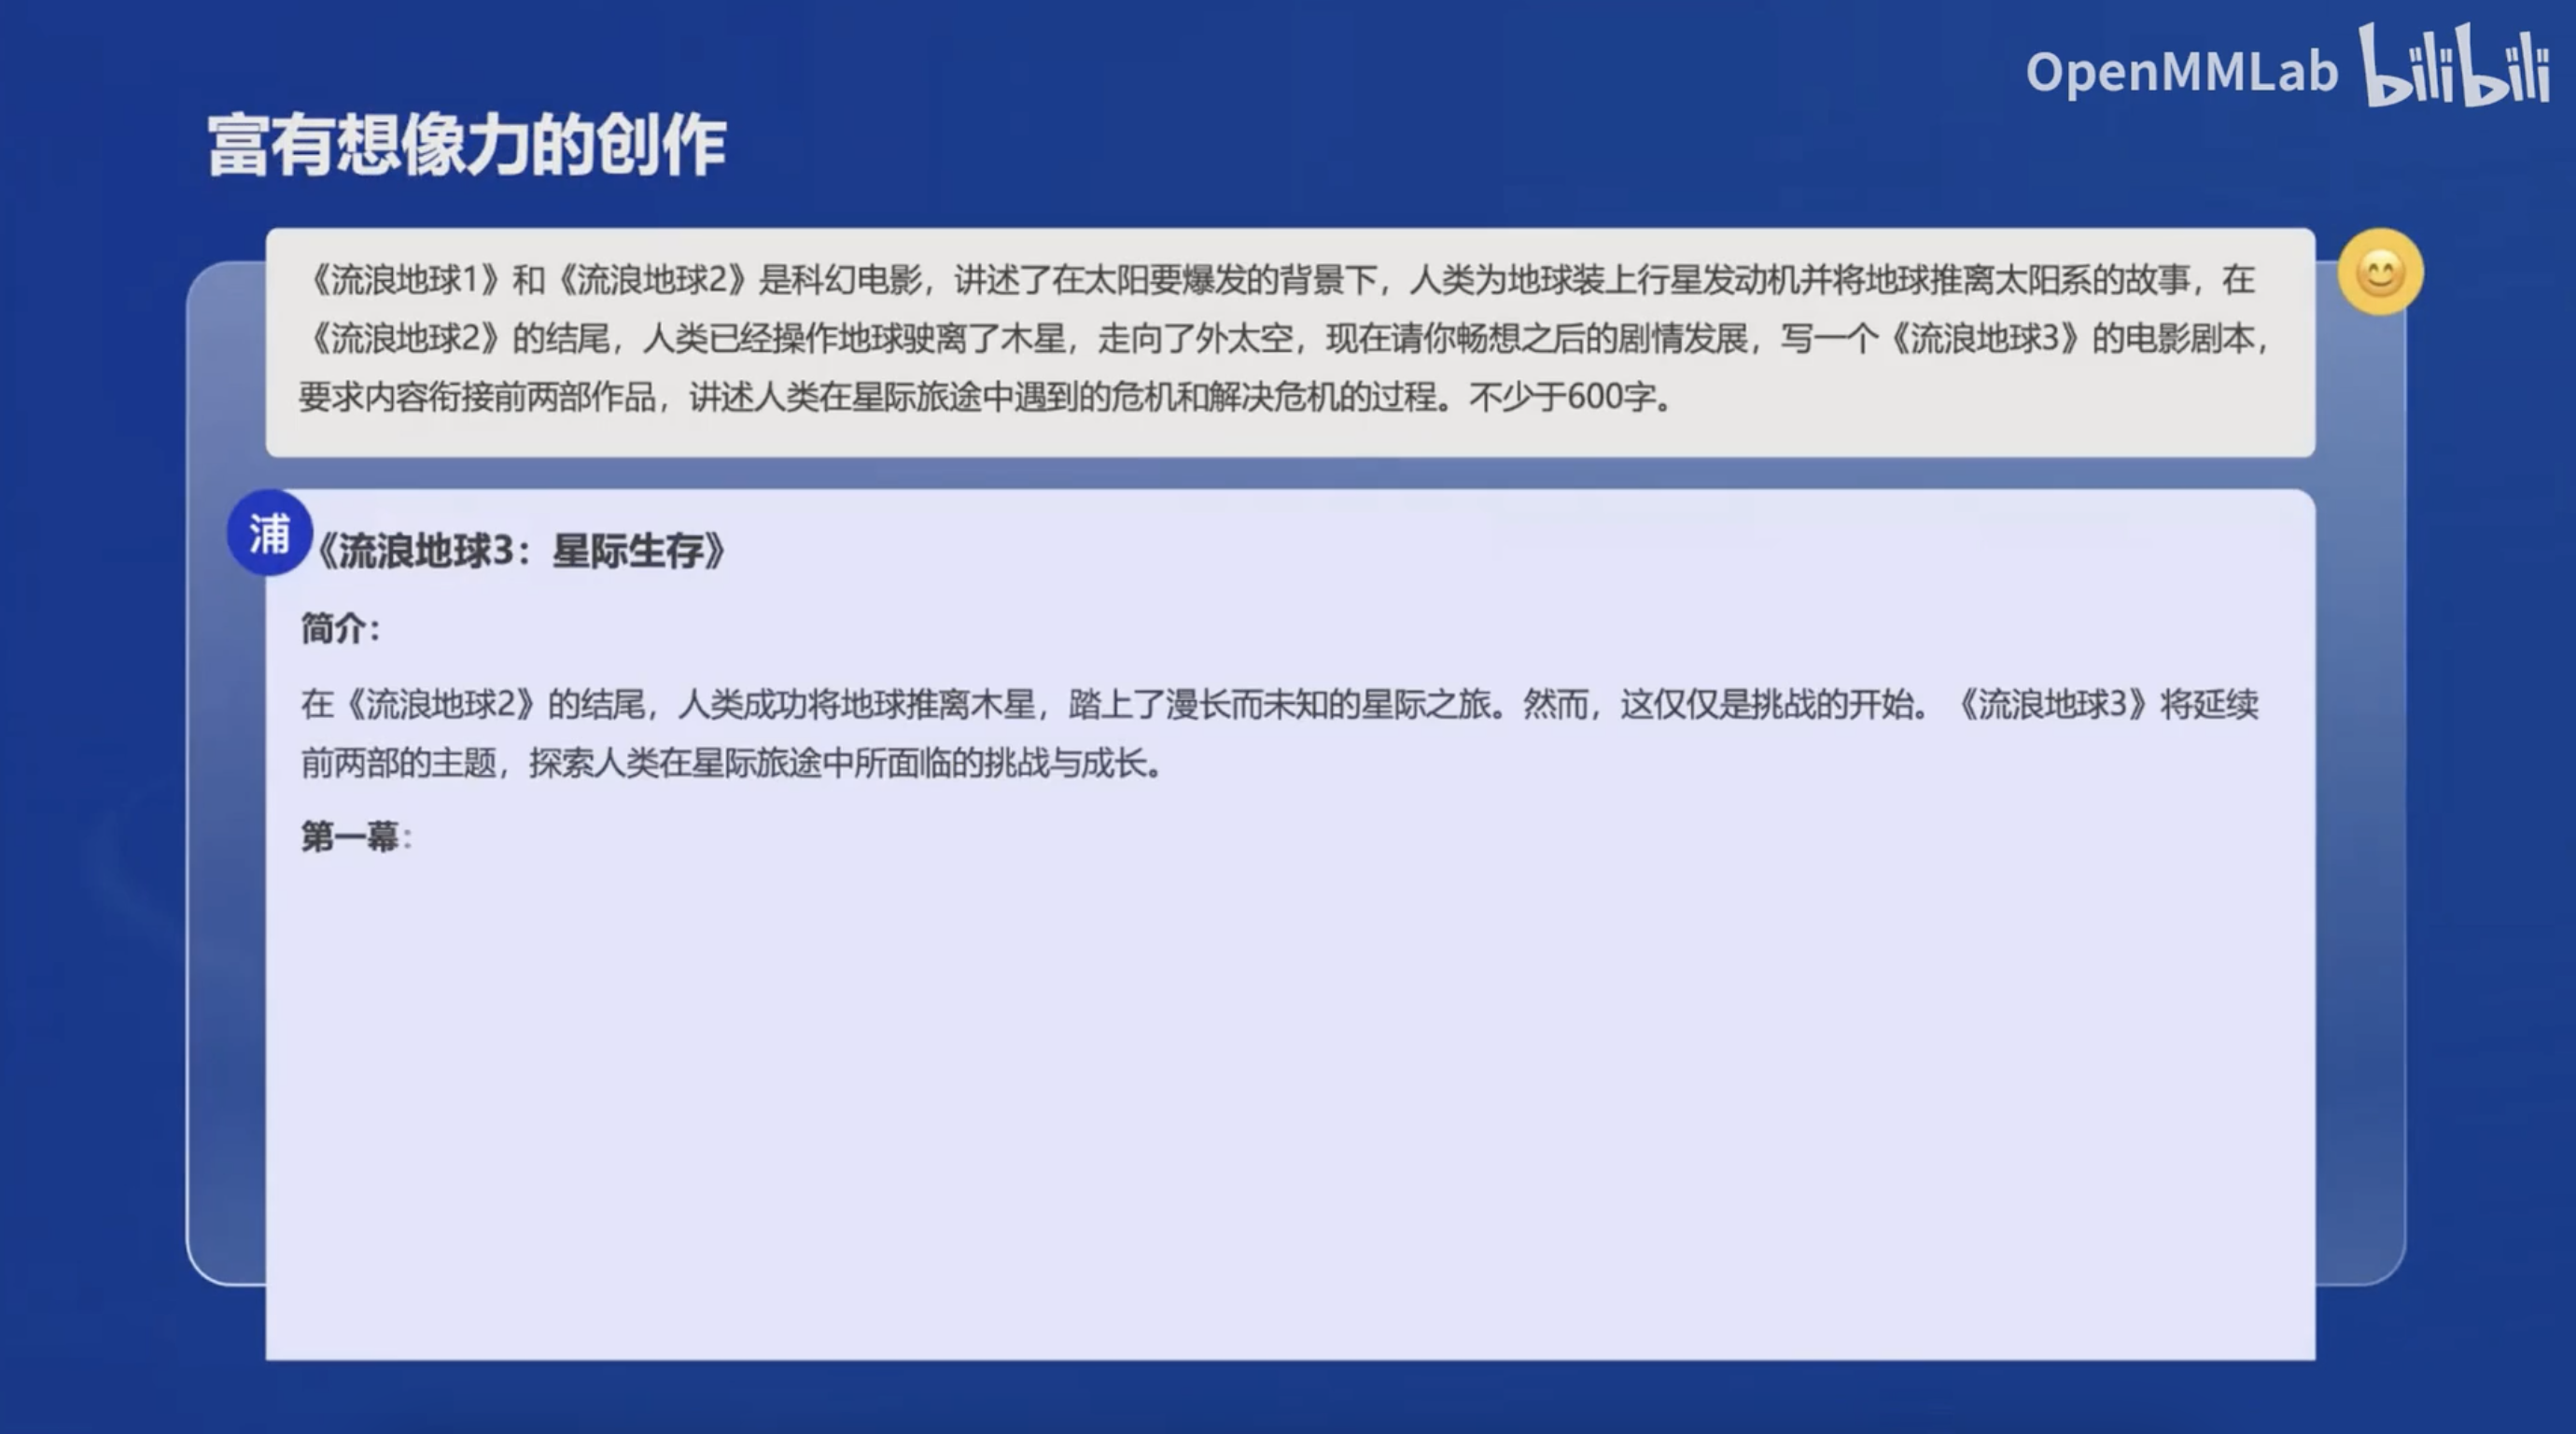 OpenMMLab bilibili
富有想像力的创作
《流浪地球1》和《流浪地球2》是科幻电影，讲述了在太阳要爆发的背景下，人类为地球装上行星发动机并将地球推离太阳系的故事，在
《流浪地球2》的结尾，人类已经操作地球驶离了木星，走向了外太空，现在请你畅想之后的剧情发展，写一个《流浪地球3》的电影剧本，
要求内容衔接前两部作品，讲述人类在星际旅途中遇到的危机和解决危机的过程。不少于600字。
浦
《流浪地球3：星际生存》
简介：
在《流浪地球2》的结尾，人类成功将地球推离木星，踏上了漫长而未知的星际之旅。然而，这仅仅是挑战的开始。《流浪地球3》将延续
前两部的主题，探索人类在星际旅途中所面临的挑战与成长。
第一幕：